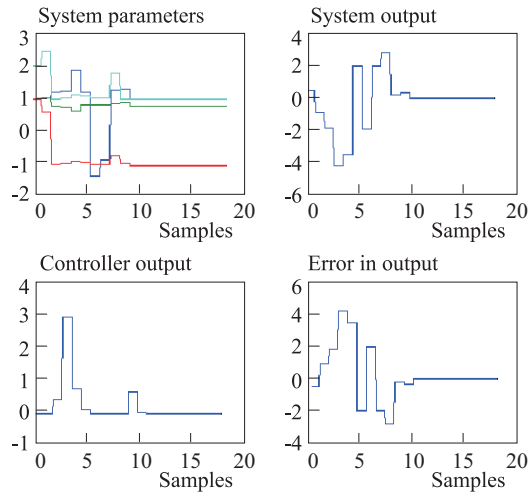 System parameters
3
2
1
0
-1
-2
0 5 10 15 20
Samples
System output
4
2
0
-2
-4
-6
0 5 10 15 20
Samples
Controller output
4
3
2
1
0
-1
0 5 10 15 20
Samples
Error in output
6
4
2
0
-2
-4
0 5 10 15 20
Samples